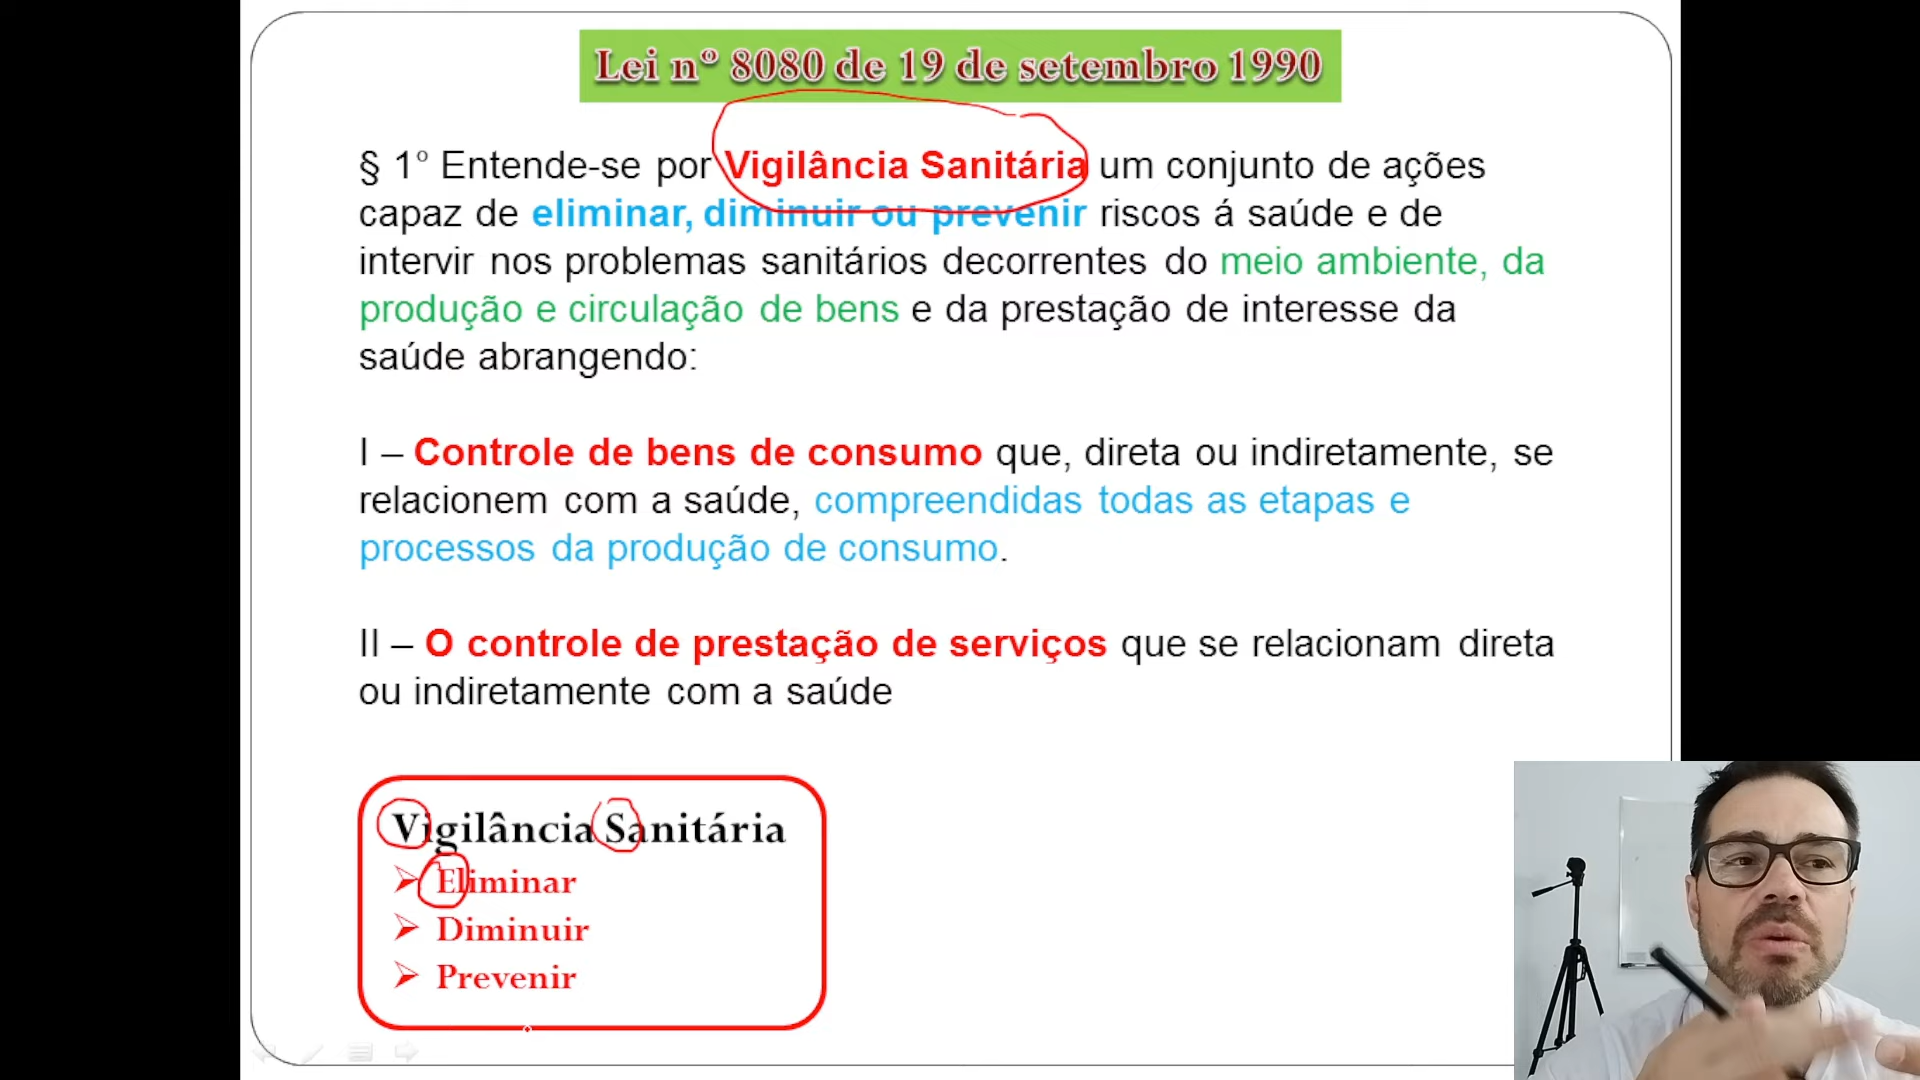 Lei nº 8080 de 19 de setembro 1990
§ 1° Entende-se por Vigilância Sanitária um conjunto de ações
capaz de eliminar, diminuir ou prevenir riscos á saúde e de
intervir nos problemas sanitários decorrentes do meio ambiente, da
produção e circulação de bens e da prestação de interesse da
saúde abrangendo:
I – Controle de bens de consumo que, direta ou indiretamente, se
relacionem com a saúde, compreendidas todas as etapas e
processos da produção de consumo.
II – O controle de prestação de serviços que se relacionam direta
ou indiretamente com a saúde
Vigilância Sanitária
➢ Eliminar
➢ Diminuir
➢ Prevenir